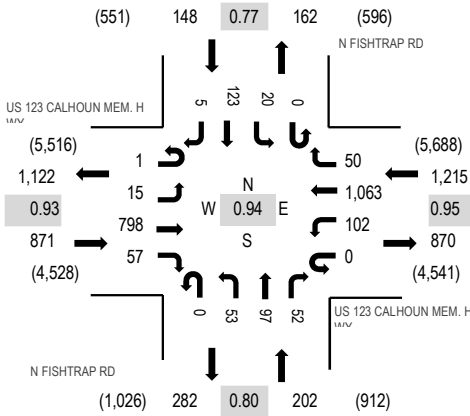 (551) 148 0.77 162 (596)
N FISHTRAP RD
US 123 CALHOUN MEM. H
WY
5 123 20 0
(5,516) (5,688)
1 50
1,122 1,215
15 N 1,063
0.93 W 0.94 E 0.95
798 102
871 S 870
57 0
(4,528) (4,541)
0 53 97 52
US 123 CALHOUN MEM. H
WY
N FISHTRAP RD
(1,026) 282 0.80 202 (912)